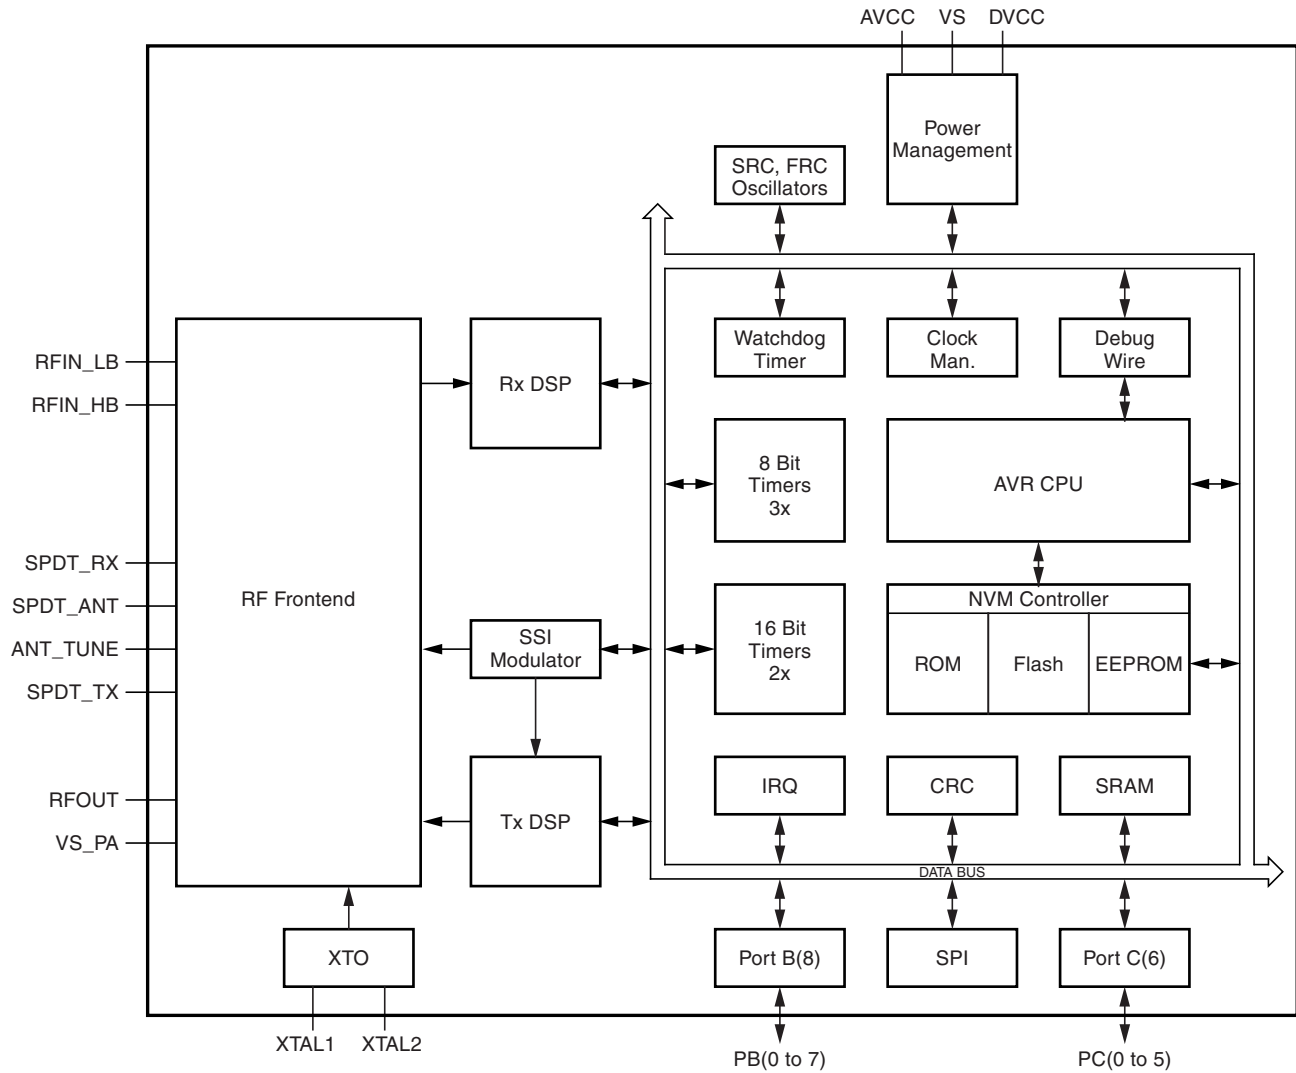 AVCC VS DVCC
Power
Management
SRC, FRC
Oscillators
RFIN_LB
RFIN_HB
Rx DSP
Watchdog
Timer
Clock
Man.
Debug
Wire
8 Bit
Timers
3x
AVR CPU
SPDT_RX
SPDT_ANT
ANT_TUNE
SPDT_TX
RF Frontend
SSI
Modulator
16 Bit
Timers
2x
NVM Controller
ROM
Flash
EEPROM
RFOUT
VS_PA
Tx DSP
IRQ
CRC
SRAM
DATA BUS
XTO
Port B(8)
SPI
Port C(6)
XTAL1 XTAL2
PB(0 to 7)
PC(0 to 5)